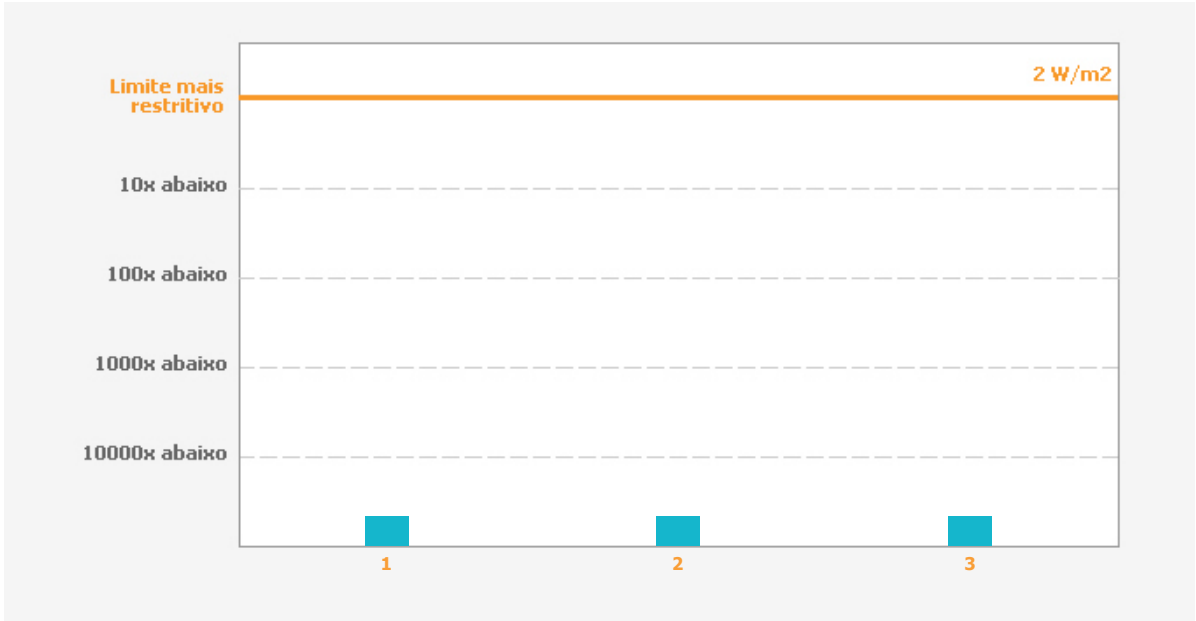 2 W/m2
Limite mais
restritivo
10x abaixo
100x abaixo
1000x abaixo
10000x abaixo
1
2
3